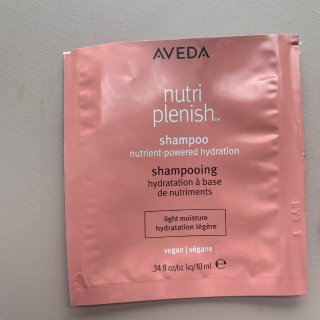 AVEDA
nutri
plenish™
shampoo
nutrient-powered hydration
shampooing
hydratation à base
de nutriments
light moisture
hydratation légère
vegan | végane
.34 fl oz/oz liq/10 ml ℮